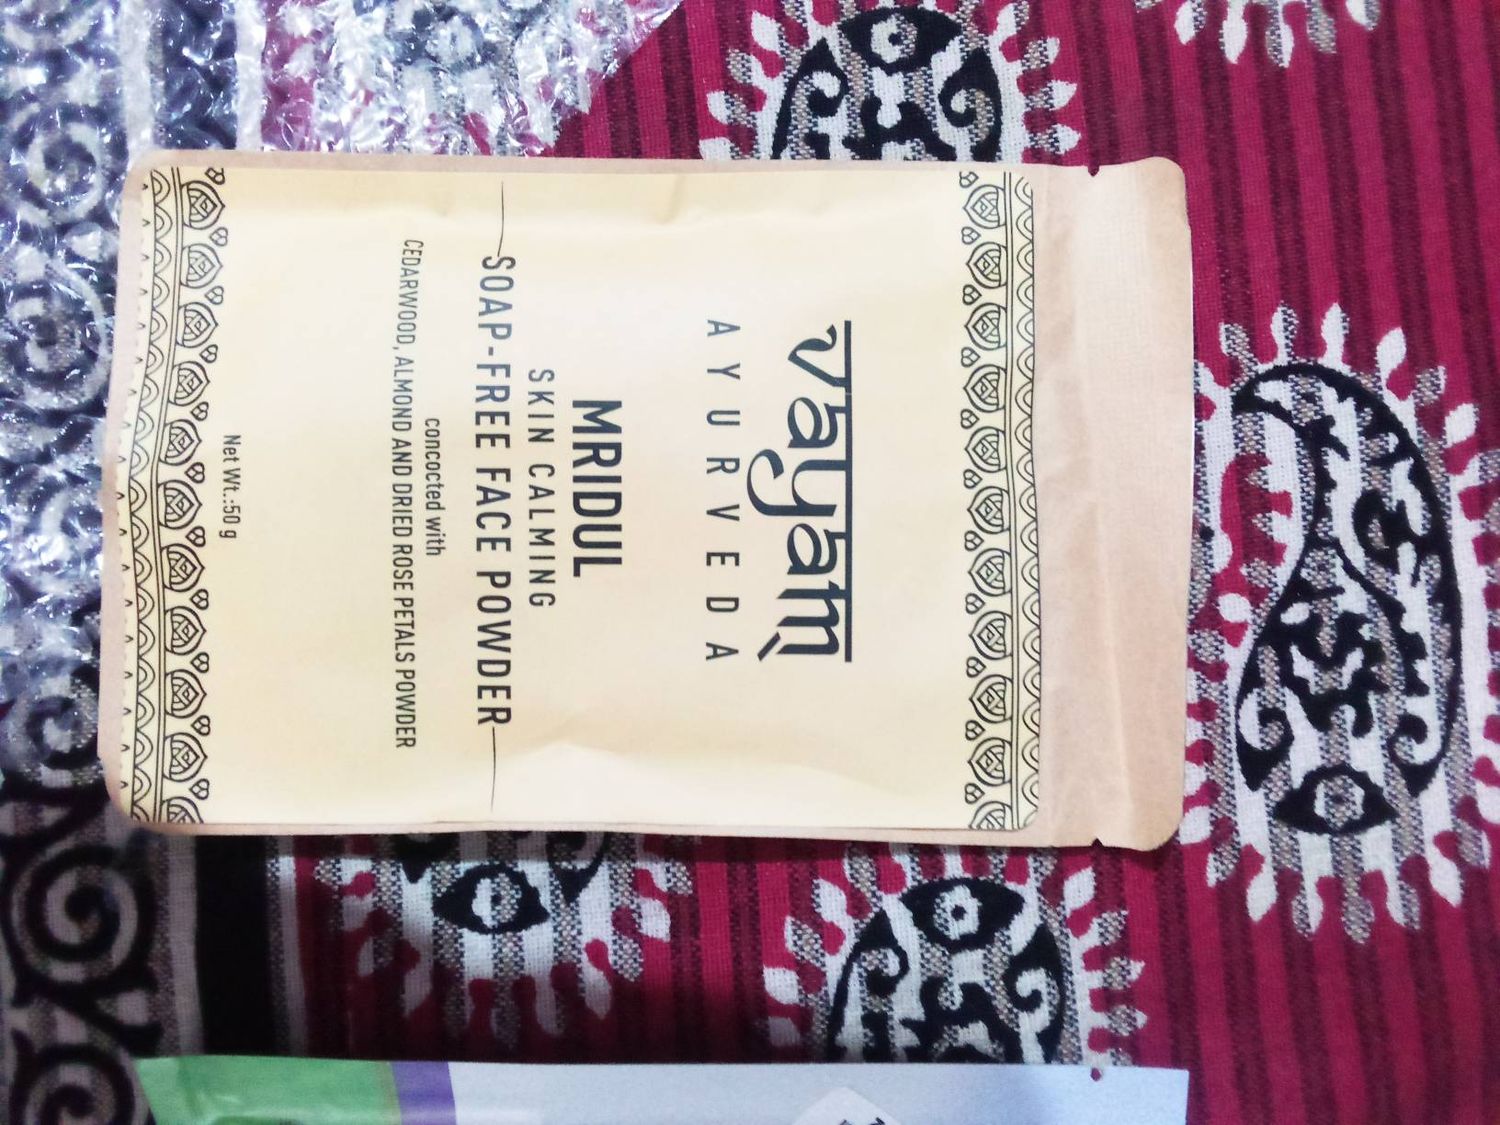 vayam
AYURVEDA
MRIDUL
SKIN CALMING
SOAP-FREE FACE POWDER
concocted with
CEDARWOOD, ALMOND AND DRIED ROSE PETALS POWDER
Net Wt.:50 g